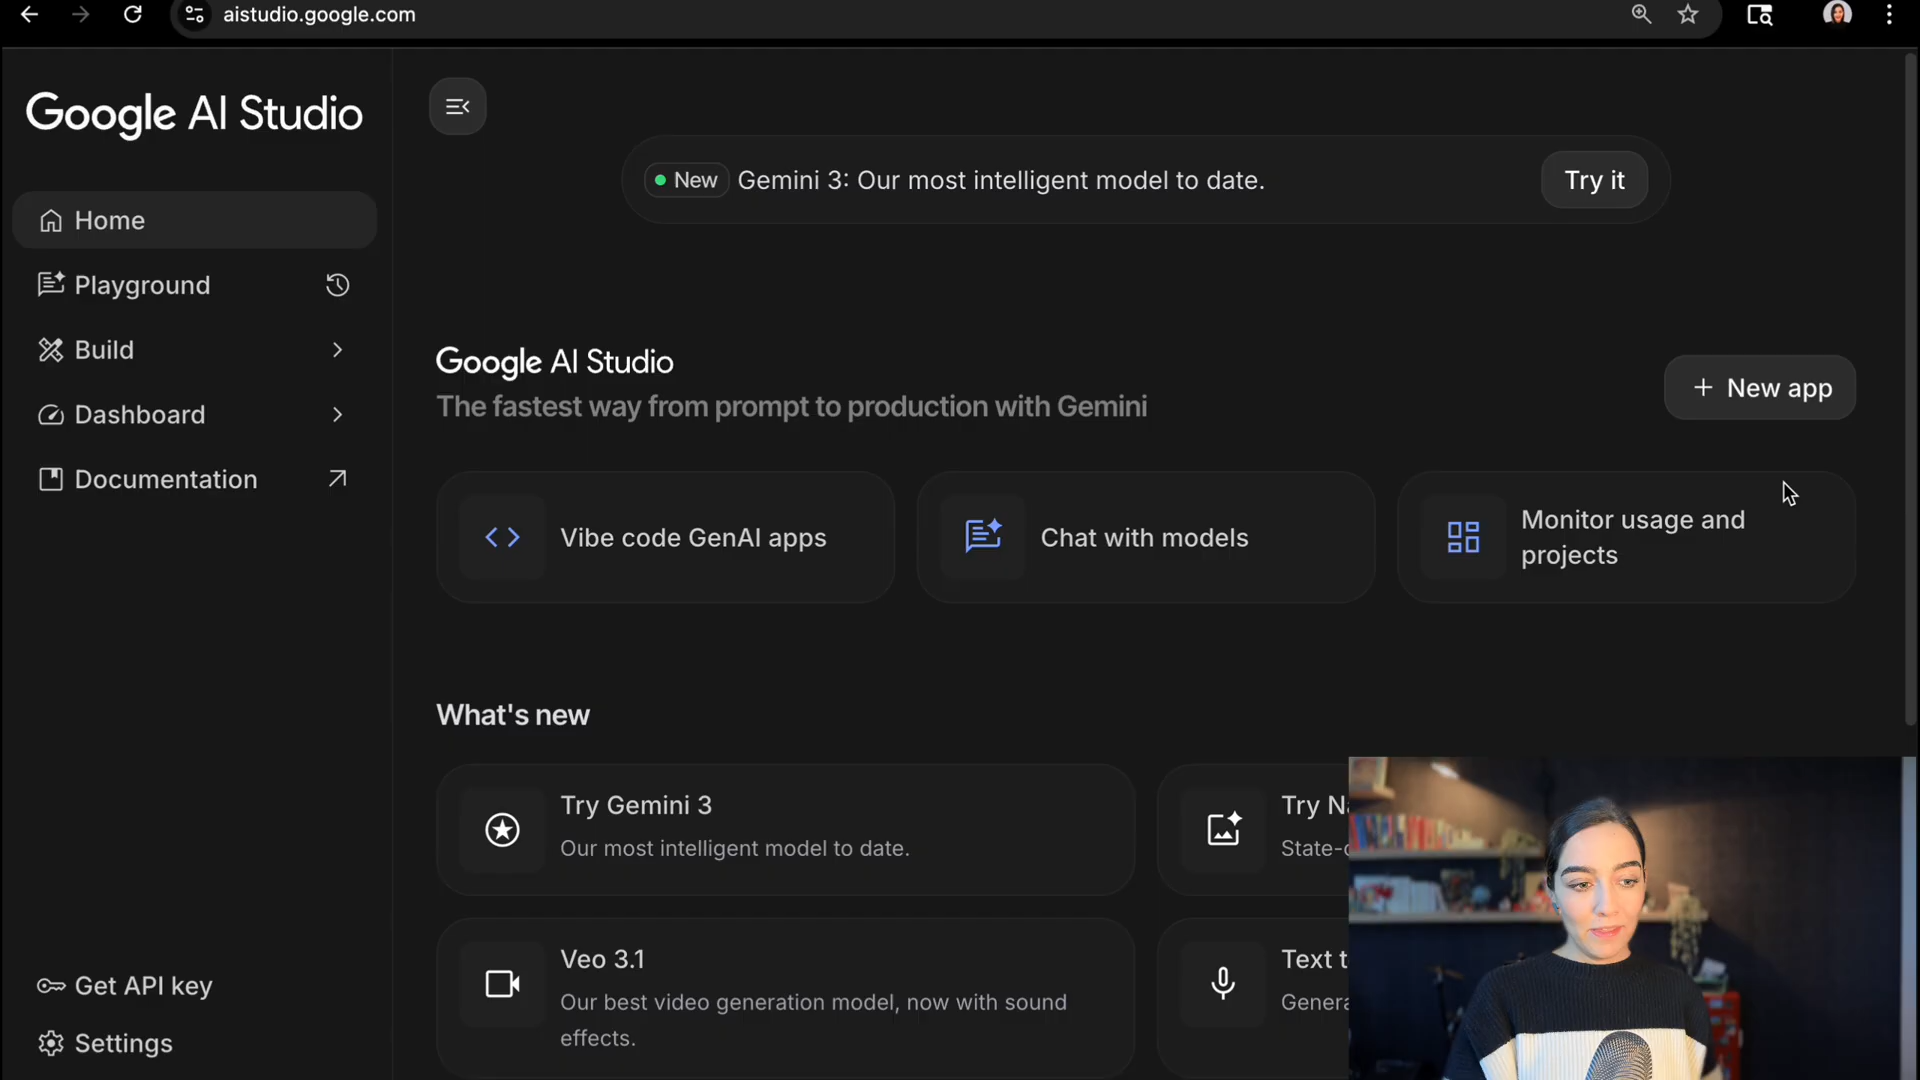 aistudio.google.com
Google AI Studio
Home
Playground
Build
Dashboard
Documentation
Get API key
Settings
New Gemini 3: Our most intelligent model to date. Try it
Google AI Studio
The fastest way from prompt to production with Gemini
+ New app
Vibe code GenAI apps
Chat with models
Monitor usage and
projects
What's new
Try Gemini 3
Our most intelligent model to date.
Try
Veo 3.1
Our best video generation model, now with sound
effects.
Text